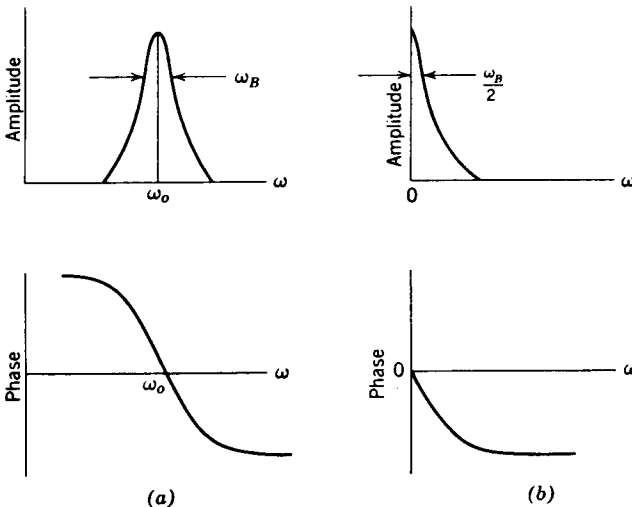 Amplitude
ω_B
ω_o
ω
Amplitude
ω_B/2
0
ω
Phase
ω_o
ω
Phase
0
ω
(a)
(b)